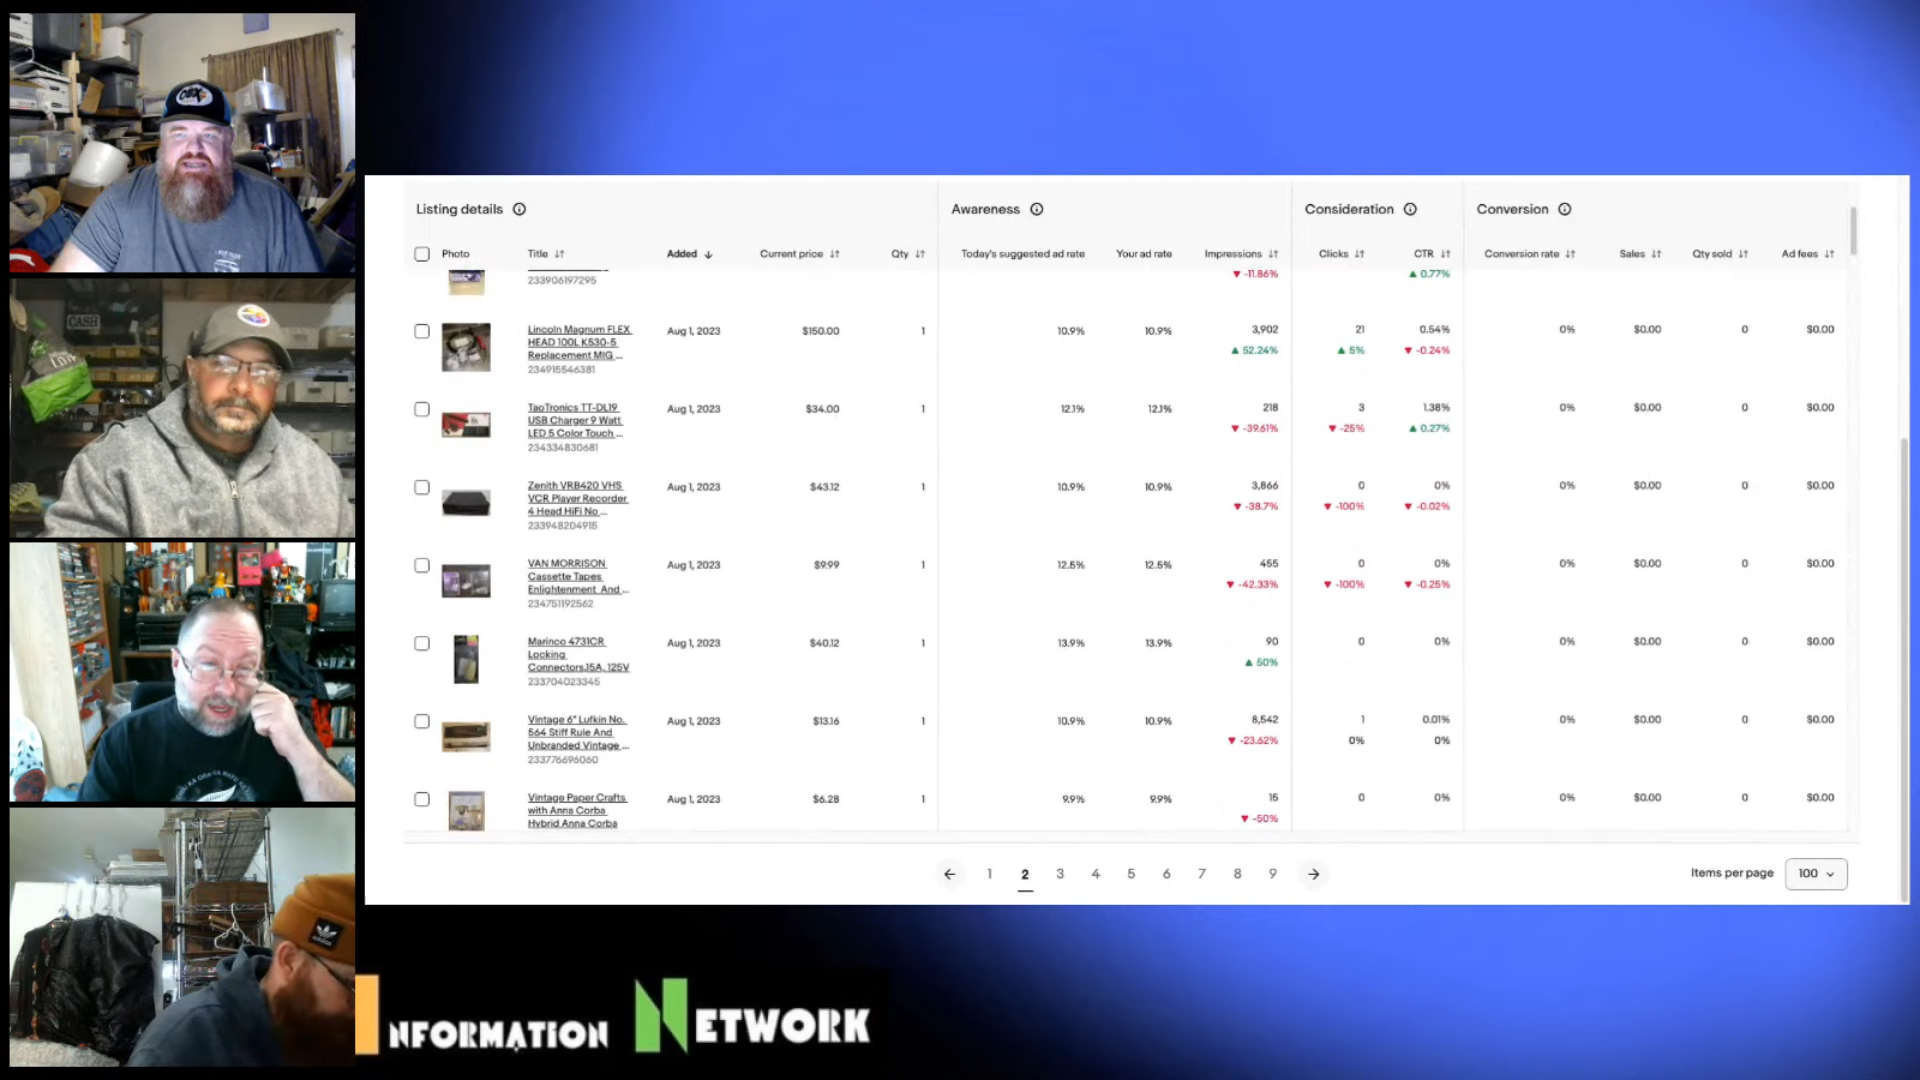 Listing details Awareness Consideration Conversion
Photo Title Added Current price Qty Today's suggested ad rate Your ad rate Impressions Clicks CTR Conversion rate Sales Qty sold Ad fees
233906197295 -11.86% 0.77%
Lincoln Magnum FLEX Aug 1, 2023 $150.00 1 10.9% 10.9% 3,902 21 0.54% 0% $0.00 0 $0.00
HEAD 100L K530-5 52.24% 5% -0.24%
Replacement MIG ...
234915546381
TaoTronics TT-DL19 Aug 1, 2023 $34.00 1 12.1% 12.1% 218 3 1.38% 0% $0.00 0 $0.00
USB Charger 9 Watt -39.61% -25% 0.27%
LED 5 Color Touch ...
234334830681
Zenith VRB420 VHS Aug 1, 2023 $43.12 1 10.9% 10.9% 3,866 0 0% 0% $0.00 0 $0.00
VCR Player Recorder -38.7% -100% -0.02%
4 Head HiFi No ...
233948204915
VAN MORRISON Aug 1, 2023 $9.99 1 12.5% 12.5% 455 0 0% 0% $0.00 0 $0.00
Cassette Tapes -42.33% -100% -0.25%
Enlightenment And ...
234751192562
Marinco 4731CR Aug 1, 2023 $40.12 1 13.9% 13.9% 90 0 0% 0% $0.00 0 $0.00
Locking 50%
Connectors,15A, 125V
233704023345
Vintage 6" Lufkin No. Aug 1, 2023 $13.16 1 10.9% 10.9% 8,542 1 0.01% 0% $0.00 0 $0.00
564 Stiff Rule And -23.62% 0% 0%
Unbranded Vintage ...
233776696060
Vintage Paper Crafts Aug 1, 2023 $6.28 1 9.9% 9.9% 15 0 0% 0% $0.00 0 $0.00
with Anna Corba -50%
Hybrid Anna Corba
1 2 3 4 5 6 7 8 9 Items per page 100
INFORMATION NETWORK
OBX
CASH
adidas